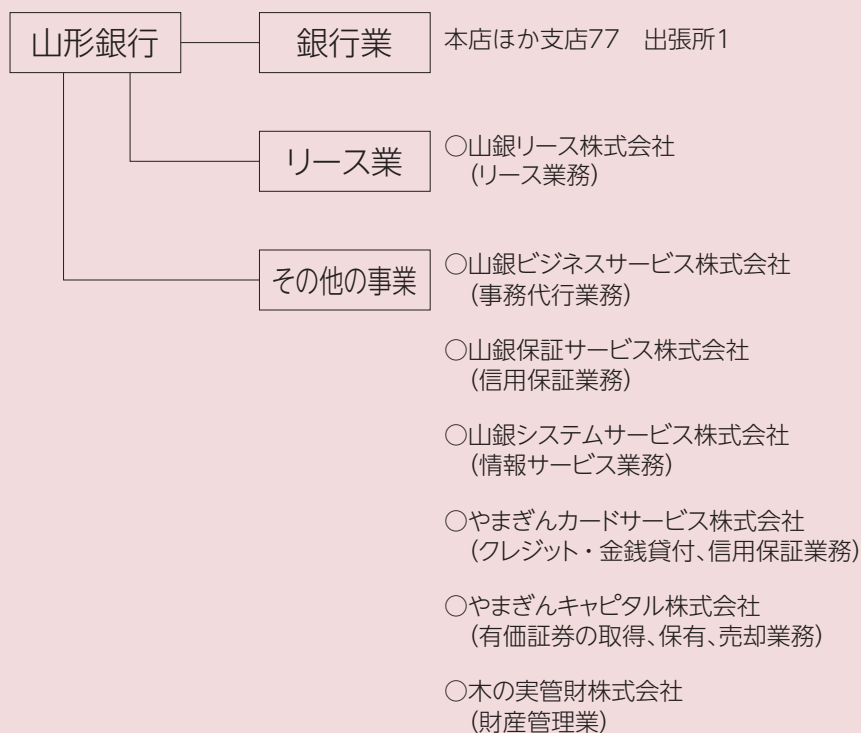 山形銀行
銀行業
本店ほか支店77　出張所1
リース業
○山銀リース株式会社
(リース業務)
その他の事業
○山銀ビジネスサービス株式会社
(事務代行業務)
○山銀保証サービス株式会社
(信用保証業務)
○山銀システムサービス株式会社
(情報サービス業務)
○やまぎんカードサービス株式会社
(クレジット・金銭貸付、信用保証業務)
○やまぎんキャピタル株式会社
(有価証券の取得、保有、売却業務)
○木の実管財株式会社
(財産管理業)